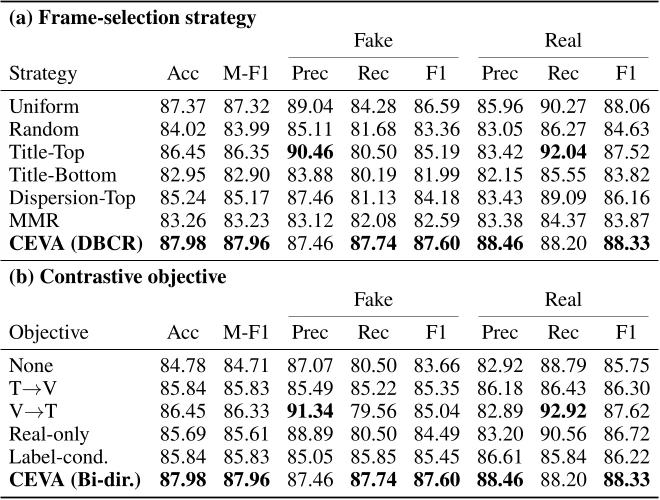 (a) Frame-selection strategy
Fake Real
Strategy Acc M-F1 Prec Rec F1 Prec Rec F1
Uniform 87.37 87.32 89.04 84.28 86.59 85.96 90.27 88.06
Random 84.02 83.99 85.11 81.68 83.36 83.05 86.27 84.63
Title-Top 86.45 86.35 90.46 80.50 85.19 83.42 92.04 87.52
Title-Bottom 82.95 82.90 83.88 80.19 81.99 82.15 85.55 83.82
Dispersion-Top 85.24 85.17 87.46 81.13 84.18 83.43 89.09 86.16
MMR 83.26 83.23 83.12 82.08 82.59 83.38 84.37 83.87
CEVA (DBCR) 87.98 87.96 87.46 87.74 87.60 88.46 88.20 88.33
(b) Contrastive objective
Fake Real
Objective Acc M-F1 Prec Rec F1 Prec Rec F1
None 84.78 84.71 87.07 80.50 83.66 82.92 88.79 85.75
T→V 85.84 85.83 85.49 85.22 85.35 86.18 86.43 86.30
V→T 86.45 86.33 91.34 79.56 85.04 82.89 92.92 87.62
Real-only 85.69 85.61 88.89 80.50 84.49 83.20 90.56 86.72
Label-cond. 85.84 85.83 85.05 85.85 85.45 86.61 85.84 86.22
CEVA (Bi-dir.) 87.98 87.96 87.46 87.74 87.60 88.46 88.20 88.33